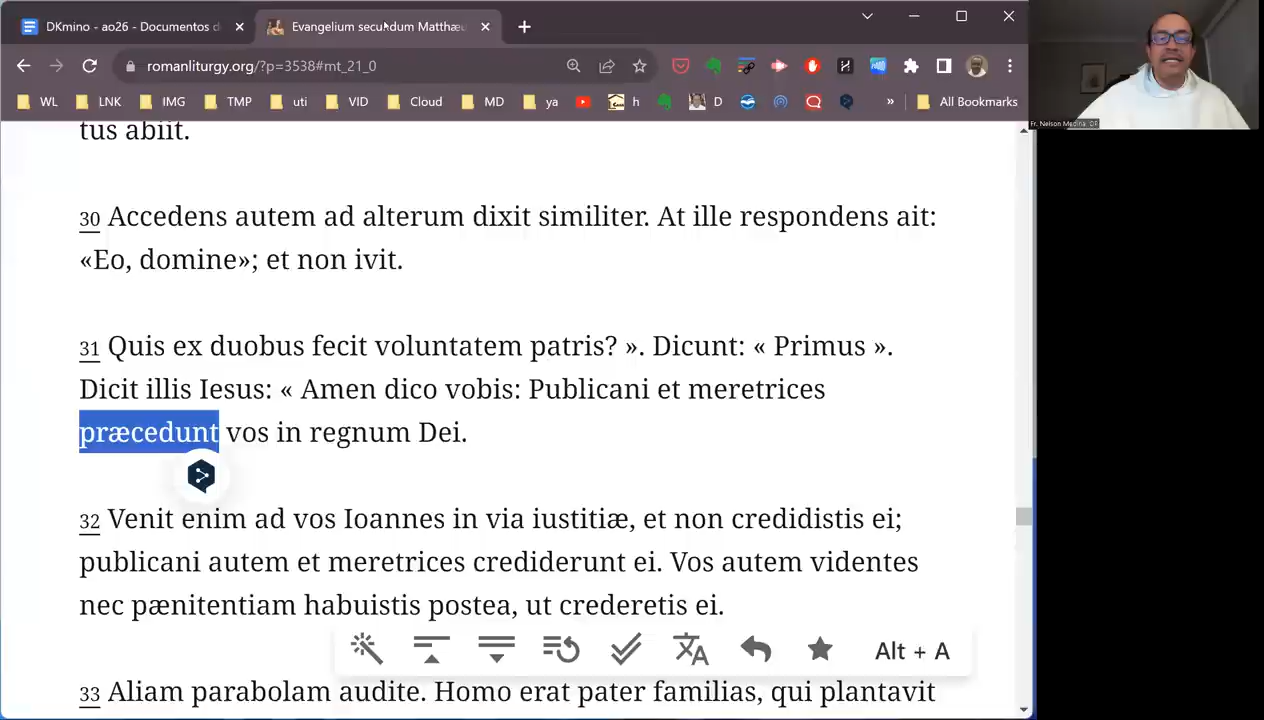 DKmino - ao26 - Documentos d
Evangelium secundum Matthæu
romanliturgy.org/?p=3538#mt_21_0
WL LNK IMG TMP uti VID Cloud MD ya h D » All Bookmarks
Fr. Nelson Medina, OP
tus abiit.
30 Accedens autem ad alterum dixit similiter. At ille respondens ait:
«Eo, domine»; et non ivit.
31 Quis ex duobus fecit voluntatem patris? ». Dicunt: « Primus ».
Dicit illis Iesus: « Amen dico vobis: Publicani et meretrices
præcedunt vos in regnum Dei.
32 Venit enim ad vos Ioannes in via iustitiæ, et non credidistis ei;
publicani autem et meretrices crediderunt ei. Vos autem videntes
nec pænitentiam habuistis postea, ut crederetis ei.
Alt + A
33 Aliam parabolam audite. Homo erat pater familias, qui plantavit